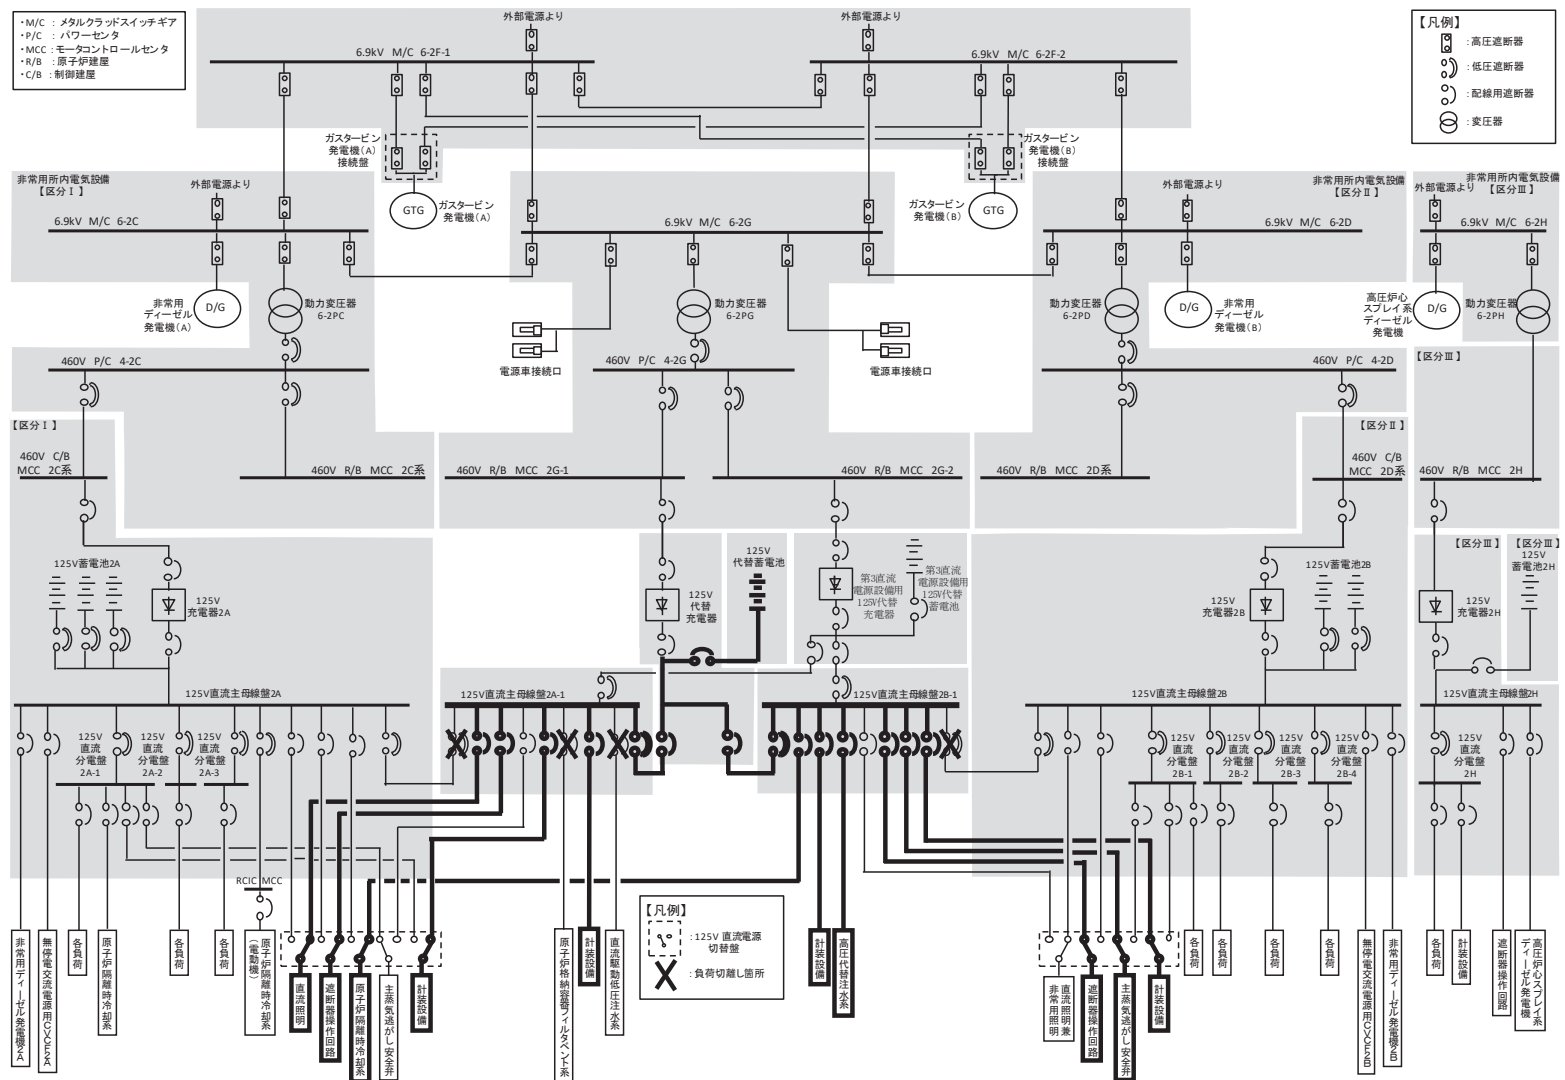 ・M/C ： メタルクラッドスイッチギア
・P/C ： パワーセンタ
・MCC：モータコントロールセンタ
・R/B：原子炉建屋
・C/B：制御建屋
外部電源より
外部電源より
6.9kV M/C 6-2F-1
6.9kV M/C 6-2F-2
【凡例】
：高圧遮断器
：低圧遮断器
：配線用遮断器
：変圧器
ガスタービン
発電機(A)
接続盤
ガスタービン
発電機(B)
接続盤
GTG
ガスタービン
発電機(A)
ガスタービン
発電機(B)
GTG
非常用所内電気設備
【区分Ⅰ】
外部電源より
6.9kV M/C 6-2C
6.9kV M/C 6-2G
外部電源より
非常用所内電気設備
【区分Ⅱ】
6.9kV M/C 6-2D
非常用所内電気設備
【区分Ⅲ】
外部電源より
6.9kV M/C 6-2H
非常用
ディーゼル
発電機(A)
D/G
動力変圧器
6-2PC
動力変圧器
6-2PG
動力変圧器
6-2PD
D/G
非常用
ディーゼル
発電機(B)
高圧炉心
スプレイ系
ディーゼル
発電機
D/G
動力変圧器
6-2PH
電源車接続口
電源車接続口
460V P/C 4-2C
460V P/C 4-2G
460V P/C 4-2D
【区分Ⅲ】
【区分Ⅰ】
460V C/B
MCC 2C系
460V R/B MCC 2C系
460V R/B MCC 2G-1
460V R/B MCC 2G-2
460V R/B MCC 2D系
【区分Ⅱ】
460V C/B
MCC 2D系
460V R/B MCC 2H
125V蓄電池2A
125V
充電器2A
125V
代替
充電器
125V
代替蓄電池
第3直流
電源設備用
125V代替
充電器
第3直流
電源設備用
125V代替
蓄電池
125V
充電器2B
125V蓄電池2B
【区分Ⅲ】
125V
充電器2H
【区分Ⅲ】
125V
蓄電池2H
125V直流主母線盤2A
125V直流主母線盤2A-1
125V直流主母線盤2B-1
125V直流主母線盤2B
125V直流主母線盤2H
125V
直流
分電盤
2A-1
125V
直流
分電盤
2A-2
125V
直流
分電盤
2A-3
125V
直流
分電盤
2B-1
125V
直流
分電盤
2B-2
125V
直流
分電盤
2B-3
125V
直流
分電盤
2B-4
125V
直流
分電盤
2H
RCIC MCC
非常用ディーゼル発電機2A
無停電交流電源用CVCF2A
各負荷
原子炉隔離時冷却系
各負荷
各負荷
原子炉隔離時冷却系
(電動機)
直流照明
遮断器操作回路
原子炉隔離時冷却系
主蒸気逃がし安全弁
計装設備
原子炉格納容器フィルタベント系
計装設備
直流駆動低圧注水系
【凡例】
：125V 直流電源
切替盤
：負荷切離し箇所
計装設備
高圧代替注水系
直流照明兼
非常用照明
遮断器操作回路
主蒸気逃がし安全弁
計装設備
各負荷
各負荷
各負荷
各負荷
無停電交流電源用CVCF2B
非常用ディーゼル発電機2B
各負荷
計装設備
遮断器操作回路
高圧炉心スプレイ系
ディーゼル発電機